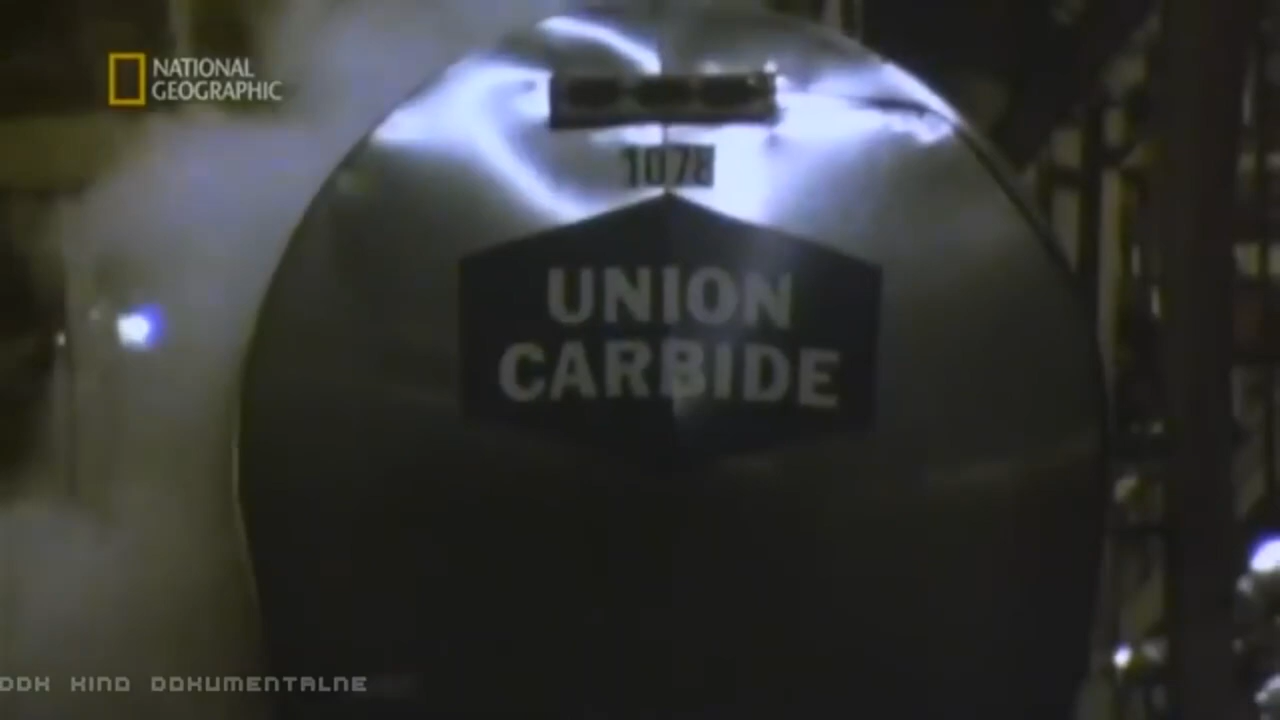 NATIONAL
GEOGRAPHIC
1078
UNION
CARBIDE
DDK KINO DOKUMENTALNE